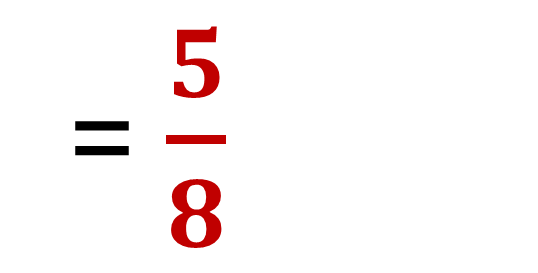 = 5/8